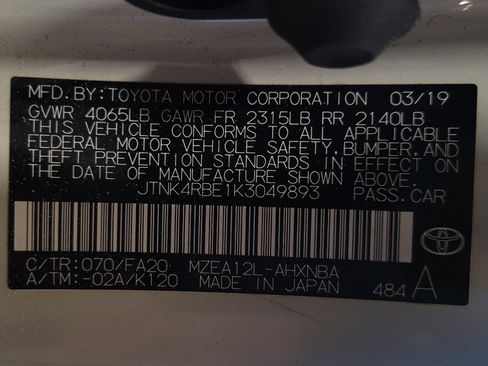 MFD. BY: TOYOTA MOTOR CORPORATION 03/19
GVWR 4065LB GAWR FR 2315LB RR 2140LB
THIS VEHICLE CONFORMS TO ALL APPLICABLE
FEDERAL MOTOR VEHICLE SAFETY, BUMPER, AND
THEFT PREVENTION STANDARDS IN EFFECT ON
THE DATE OF MANUFACTURE SHOWN ABOVE.
JTNK4RBE1K3049893 PASS.CAR
C/TR: 070/FA20 MZEA12L-AHXNBA
A/TM: -02A/K120 MADE IN JAPAN 484 A